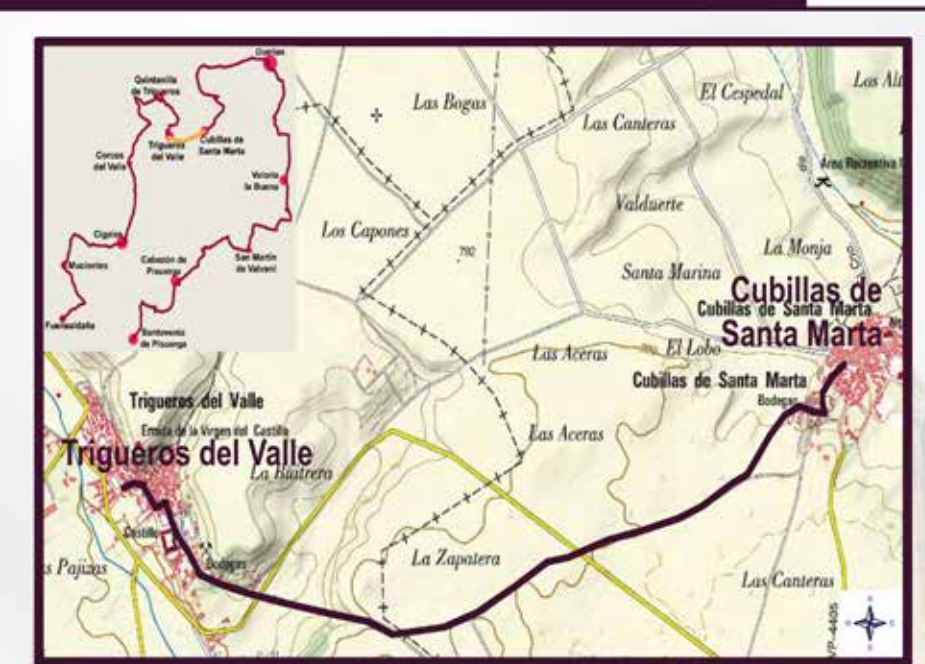 Dueñas
Quintanilla
de Trigueros
Trigueros
del Valle
Cubillas de
Santa Marta
Corcos
del Valle
Valoria
la Buena
Cigales
Mucientes
Cabezón de
Pisuerga
San Martín
de Valvení
Fuensaldaña
Santovenia
de Pisuerga
Las Bogas
El Cespedal
Las Canteras
Área Recreativa
Los Capones
Valduerte
792
La Monja
Santa Marina
Cubillas de
Cubillas de Santa Marta
Santa Marta
Las Aceras
El Lobo
Cubillas de Santa Marta
Bodegas
Trigueros del Valle
Ermita de la Virgen del Castillo
Trigueros del Valle
Las Aceras
Castillo
Bodegas
La Zapatera
Pajizas
Las Canteras
VP-4405